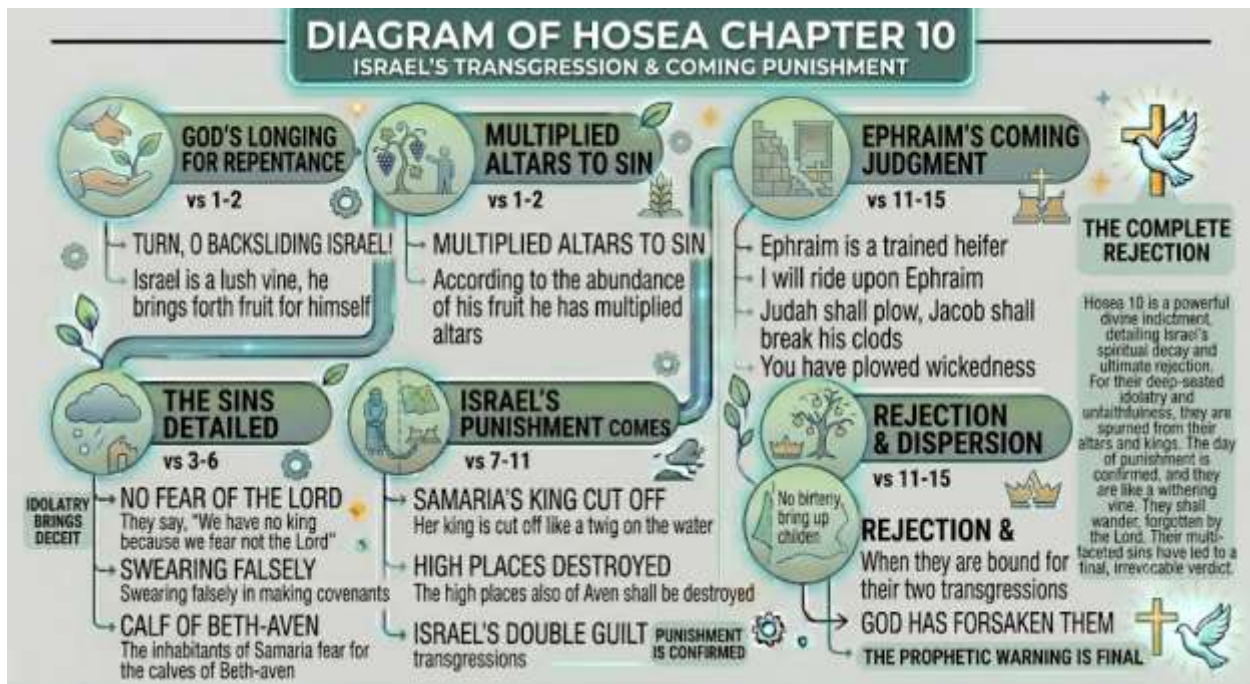 DIAGRAM OF HOSEA CHAPTER 10
ISRAEL'S TRANSGRESSION & COMING PUNISHMENT
GOD'S LONGING
FOR REPENTANCE
vs 1-2
TURN, O BACKSLIDING ISRAEL!
Israel is a lush vine, he
brings forth fruit for himself
MULTIPLIED
ALTARS TO SIN
vs 1-2
MULTIPLIED ALTARS TO SIN
According to the abundance
of his fruit he has multiplied
altars
EPHRAIM'S COMING
JUDGMENT
vs 11-15
Ephraim is a trained heifer
I will ride upon Ephraim
Judah shall plow, Jacob shall
break his clods
You have plowed wickedness
THE COMPLETE
REJECTION
Hosea 10 is a powerful
divine indictment,
detailing Israel's
spiritual decay and
ultimate rejection.
For their deep-seated
idolatry and
unfaithfulness, they are
spurned from their
altars and kings. The day
of punishment is
confirmed, and they
are like a withering
vine. They shall
wander, forgotten by
the Lord. Their multi-
faceted sins have led to a
final, irrevocable verdict.
THE SINS
DETAILED
vs 3-6
IDOLATRY
BRINGS
DECEIT
NO FEAR OF THE LORD
They say, "We have no king
because we fear not the Lord"
SWEARING FALSELY
Swearing falsely in making covenants
CALF OF BETH-AVEN
The inhabitants of Samaria fear for
the calves of Beth-aven
ISRAEL'S
PUNISHMENT COMES
vs 7-11
SAMARIA'S KING CUT OFF
Her king is cut off like a twig on the water
HIGH PLACES DESTROYED
The high places also of Aven shall be destroyed
ISRAEL'S DOUBLE GUILT
transgressions
PUNISHMENT
IS CONFIRMED
REJECTION
& DISPERSION
vs 11-15
No birterly,
bring up
childen
REJECTION &
When they are bound for
their two transgressions
GOD HAS FORSAKEN THEM
THE PROPHETIC WARNING IS FINAL